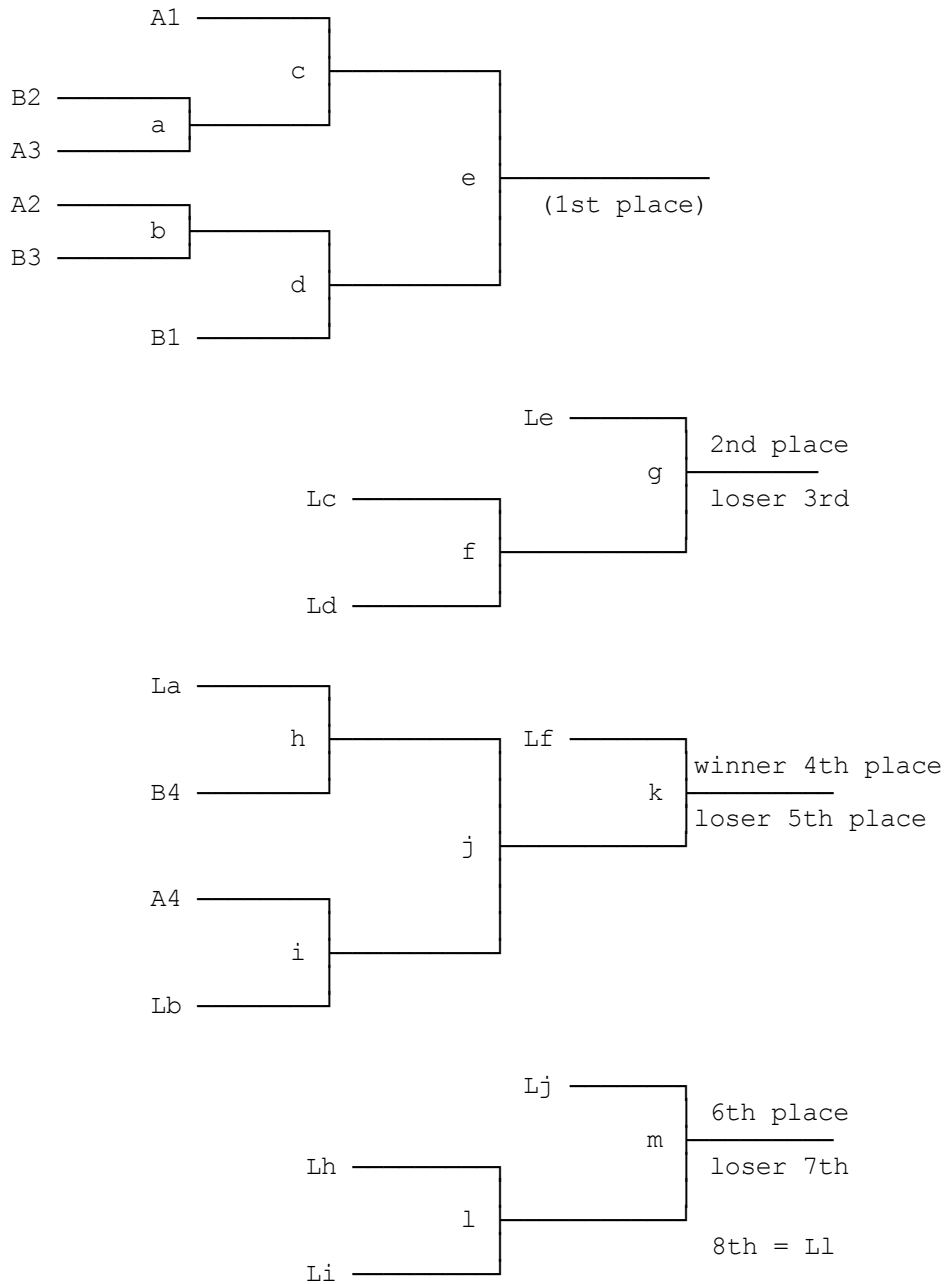 A1
c
B2
a
A3
e
A2
(1st place)
b
B3
d
B1
Le
2nd place
g
Lc
loser 3rd
f
Ld
La
h
Lf
winner 4th place
B4
k
loser 5th place
j
A4
i
Lb
Lj
6th place
m
Lh
loser 7th
l
8th = Ll
Li